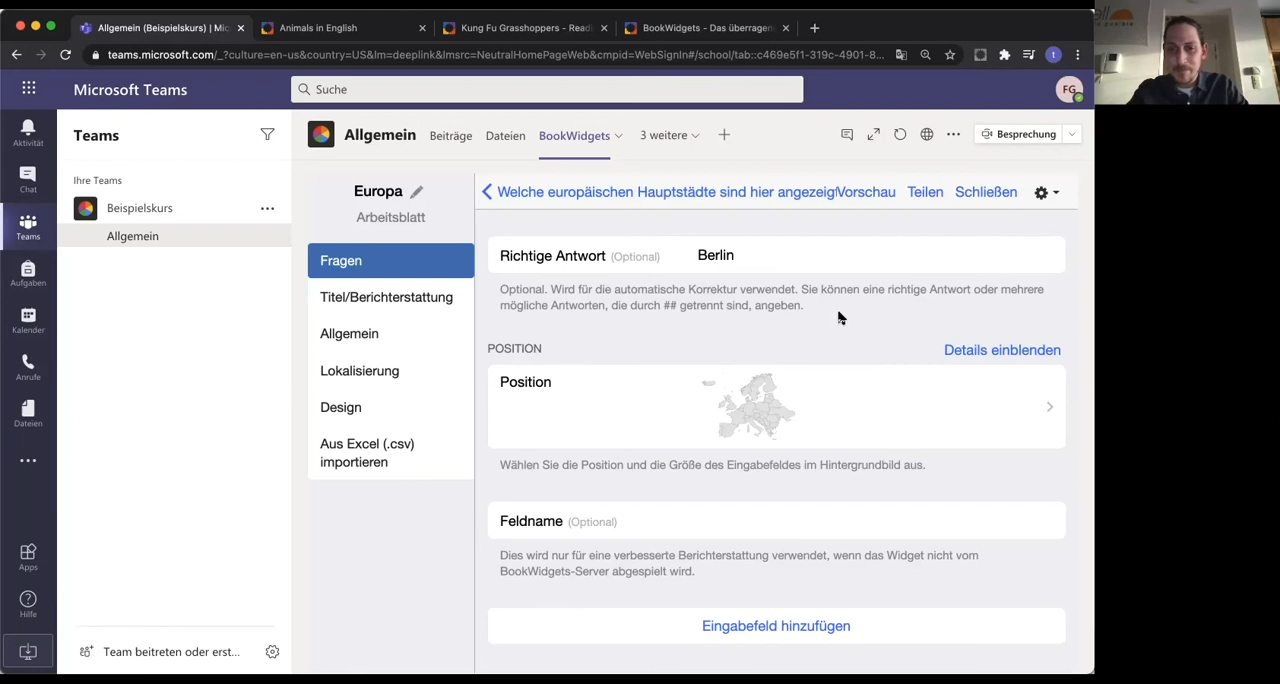 Allgemein (Beispielskurs) | Mic
Animals in English
Kung Fu Grasshoppers - Readi
BookWidgets - Das überragen
teams.microsoft.com/_?culture=en-us&country=US&lm=deeplink&lmsrc=NeutralHomePageWeb&cmpid=WebSignIn#/school/tab::c469e5f1-319c-4901-8...
t
Microsoft Teams
Suche
FG
Aktivität
Chat
Teams
Aufgaben
Kalender
Anrufe
Dateien
Apps
Hilfe
Teams
Ihre Teams
Beispielskurs
Allgemein
Team beitreten oder erst...
Allgemein
Beiträge
Dateien
BookWidgets
3 weitere
Besprechung
Europa
Arbeitsblatt
Fragen
Titel/Berichterstattung
Allgemein
Lokalisierung
Design
Aus Excel (.csv)
importieren
Welche europäischen Hauptstädte sind hier angezeig
Vorschau
Teilen
Schließen
Richtige Antwort (Optional)
Berlin
Optional. Wird für die automatische Korrektur verwendet. Sie können eine richtige Antwort oder mehrere
mögliche Antworten, die durch ## getrennt sind, angeben.
POSITION
Details einblenden
Position
Wählen Sie die Position und die Größe des Eingabefeldes im Hintergrundbild aus.
Feldname (Optional)
Dies wird nur für eine verbesserte Berichterstattung verwendet, wenn das Widget nicht vom
BookWidgets-Server abgespielt wird.
Eingabefeld hinzufügen